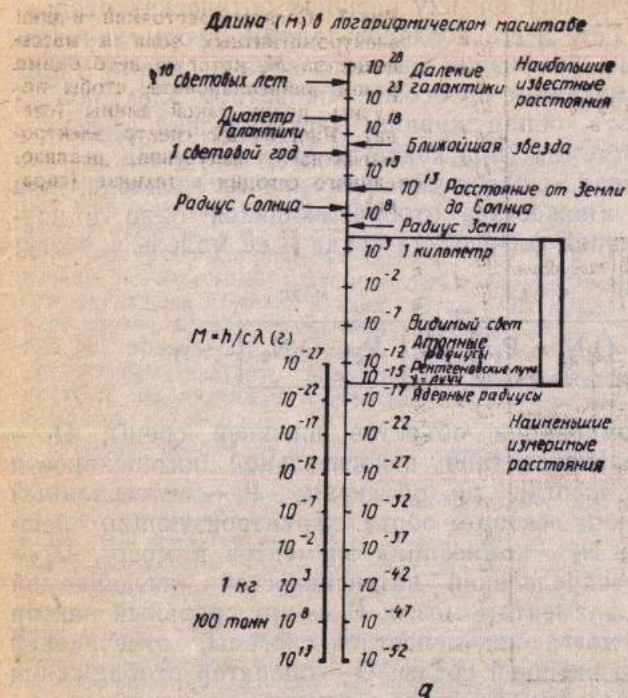 Длина (м) в логарифмическом масштабе
10²⁸
световых лет
Далекие
галактики
Наибольшие
известные
расстояния
10²³
Диаметр
Галактики
10¹⁸
1 световой год
Ближайшая звезда
10¹³
10¹³ Расстояние от Земли
до Солнца
Радиус Солнца
10⁸
Радиус Земли
10³ 1 километр
10⁻²
10⁻⁷
Видимый свет
M = h/cλ (г)
Атомные
радиусы
10⁻¹²
Рентгеновские лучи
10⁻¹⁵
γ – лучи
10⁻¹⁷
Ядерные радиусы
10⁻²⁷
10⁻²²
10⁻¹⁷ 10⁻²²
Наименьшие
измеримые
расстояния
10⁻¹² 10⁻²⁷
10⁻⁷ 10⁻³²
10⁻² 10⁻³⁷
1 кг 10³ 10⁻⁴²
100 тонн 10⁸ 10⁻⁴⁷
10¹³ 10⁻⁵²
а